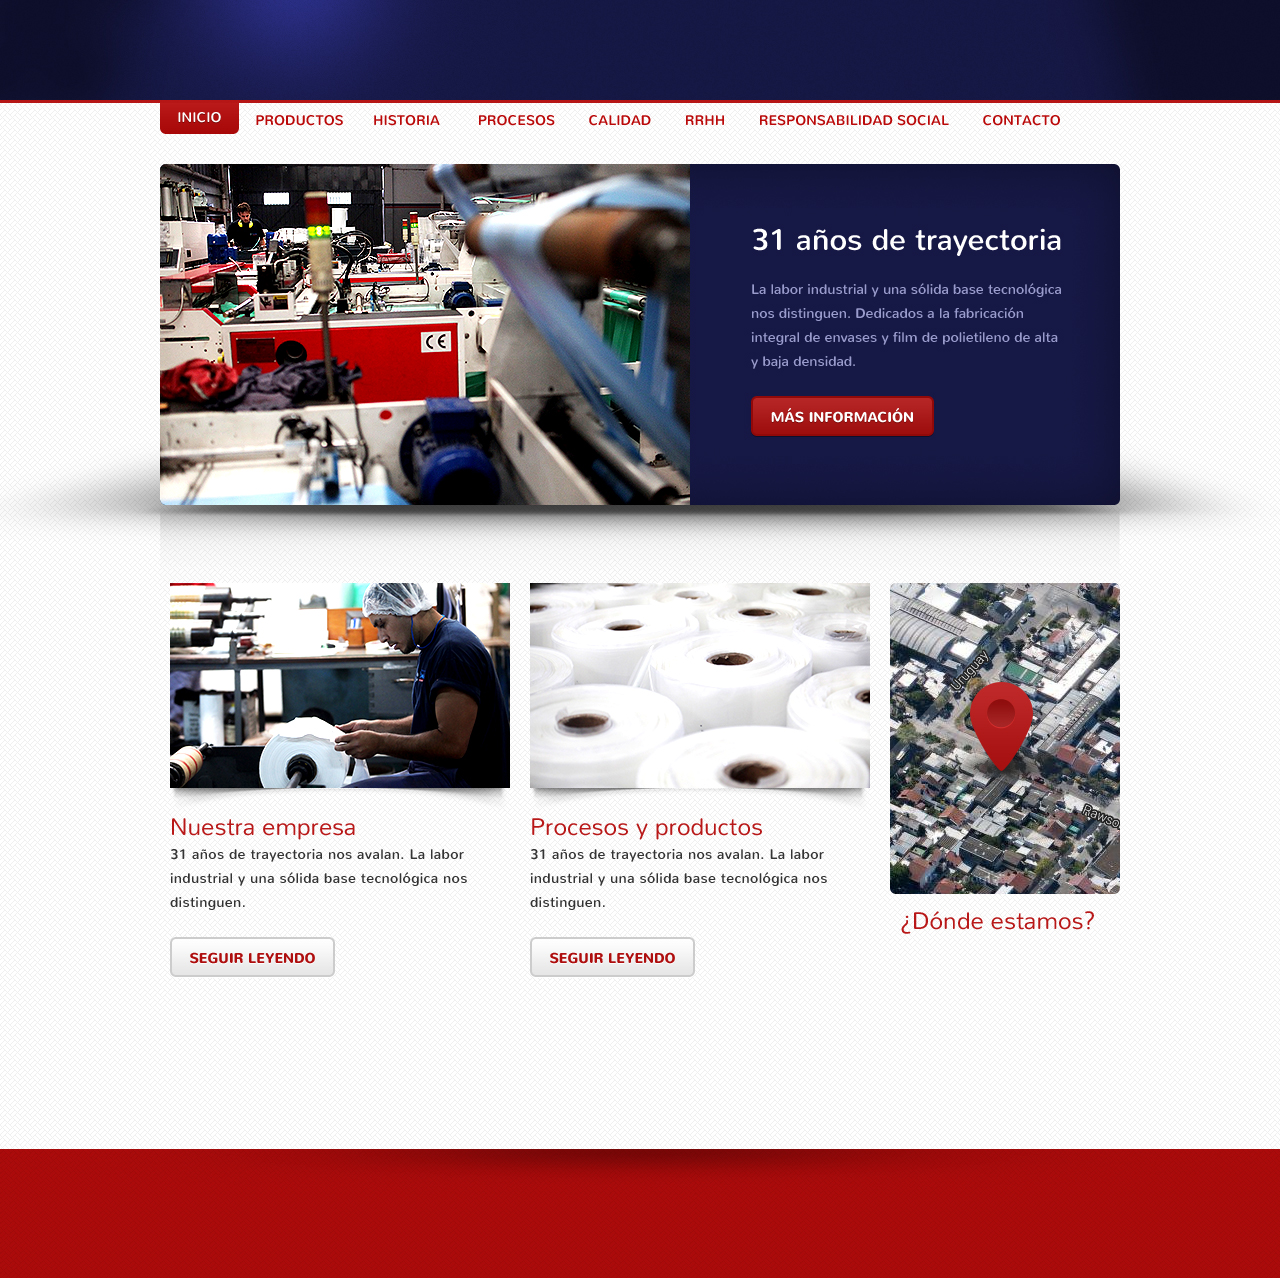 INICIO PRODUCTOS HISTORIA PROCESOS CALIDAD RRHH RESPONSABILIDAD SOCIAL CONTACTO
31 años de trayectoria
La labor industrial y una sólida base tecnológica
nos distinguen. Dedicados a la fabricación
integral de envases y film de polietileno de alta
y baja densidad.
MÁS INFORMACIÓN
CE
Nuestra empresa
31 años de trayectoria nos avalan. La labor
industrial y una sólida base tecnológica nos
distinguen.
SEGUIR LEYENDO
Procesos y productos
31 años de trayectoria nos avalan. La labor
industrial y una sólida base tecnológica nos
distinguen.
SEGUIR LEYENDO
Uruguay
Rawso
¿Dónde estamos?